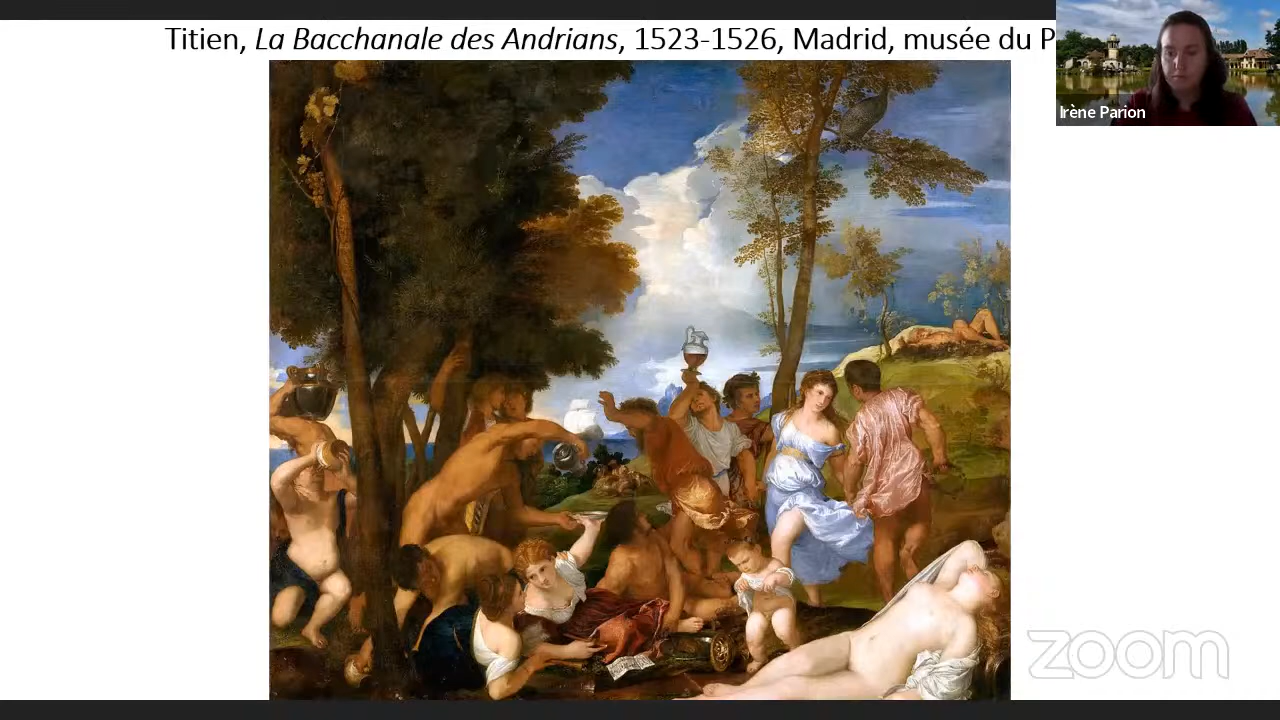 Titien, La Bacchanale des Andrians, 1523-1526, Madrid, musée du P
Irène Parion
zoom